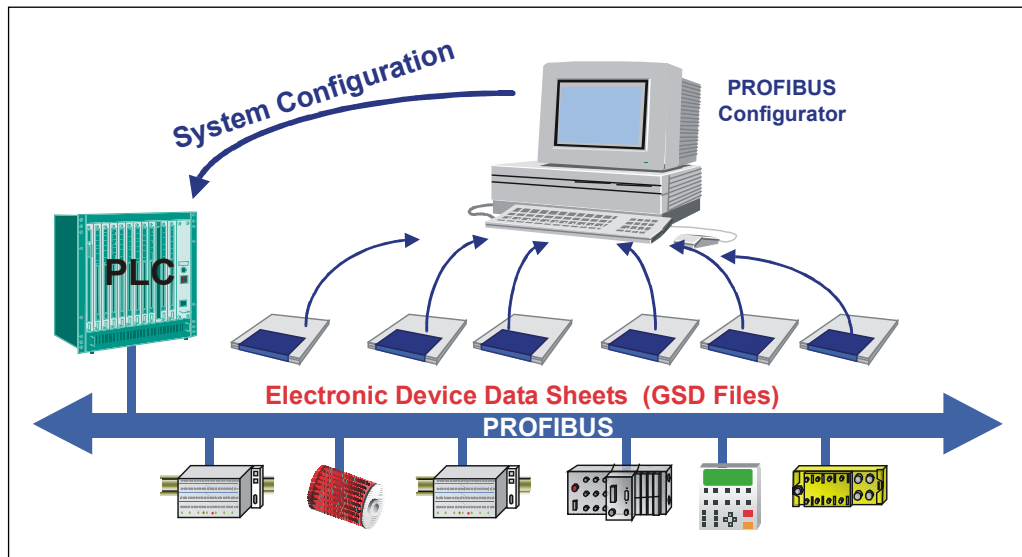 System Configuration
PROFIBUS
Configurator
PLC
Electronic Device Data Sheets (GSD Files)
PROFIBUS